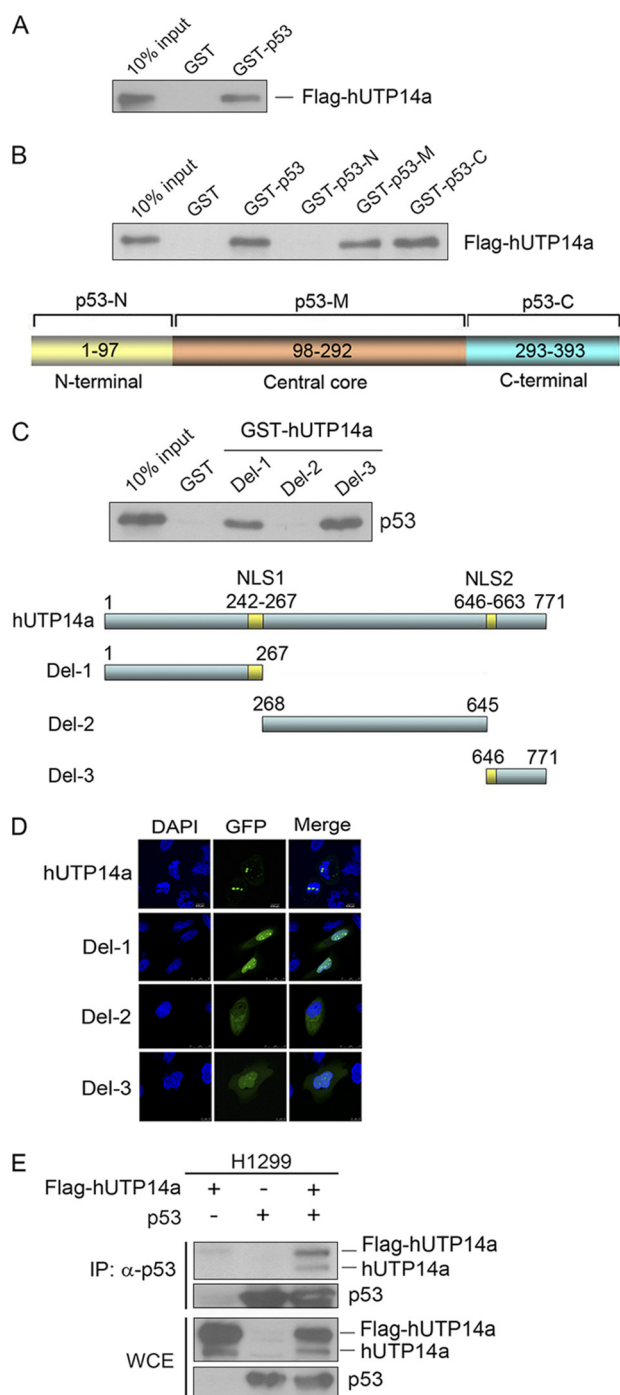 A
10% input
GST
GST-p53
Flag-hUTP14a
B
10% input
GST
GST-p53
GST-p53-N
GST-p53-M
GST-p53-C
Flag-hUTP14a
p53-N p53-M p53-C
1-97 98-292 293-393
N-terminal Central core C-terminal
C
GST-hUTP14a
10% input
GST
Del-1
Del-2
Del-3
p53
NLS1 NLS2
1 242-267 646-663 771
hUTP14a
1 267
Del-1
268 645
Del-2
646 771
Del-3
D
DAPI GFP Merge
hUTP14a
Del-1
Del-2
Del-3
E
H1299
Flag-hUTP14a + - +
p53 - + +
IP: α-p53
Flag-hUTP14a
hUTP14a
p53
WCE
Flag-hUTP14a
hUTP14a
p53